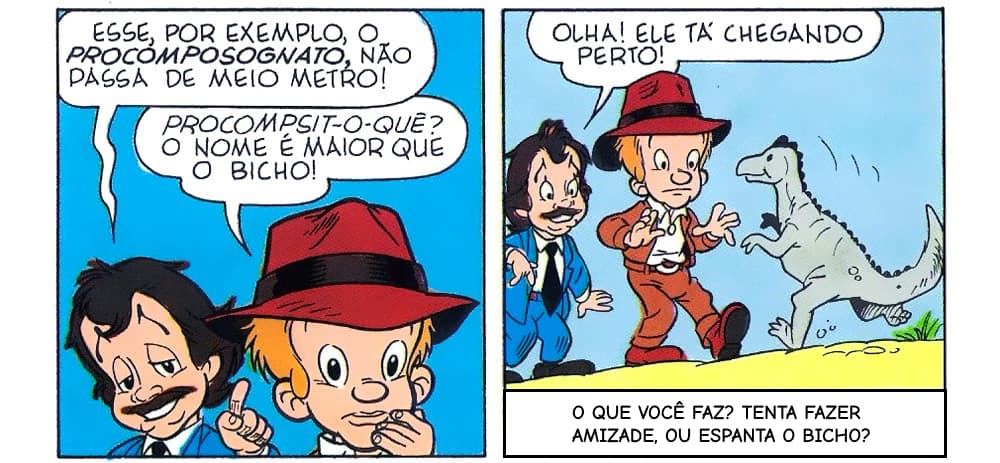 ESSE, POR EXEMPLO, O
PROCOMPOSOGNATO, NÃO
PASSA DE MEIO METRO!
PROCOMPSIT-O-QUÊ?
O NOME É MAIOR QUE
O BICHO!
OLHA! ELE TÁ CHEGANDO
PERTO!
O QUE VOCÊ FAZ? TENTA FAZER
AMIZADE, OU ESPANTA O BICHO?